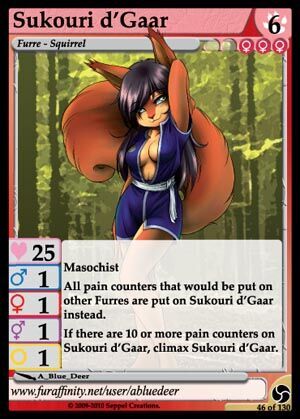 Sukouri d'Gaar
6
Furre - Squirrel
25
1
1
1
1
Masochist
All pain counters that would be put on
other Furres are put on Sukouri d'Gaar
instead.
If there are 10 or more pain counters on
Sukouri d'Gaar, climax Sukouri d'Gaar.
A_Blue_Deer
© 2009-2010 Seppel Creations.
www.furaffinity.net/user/abluedeer
46 of 130